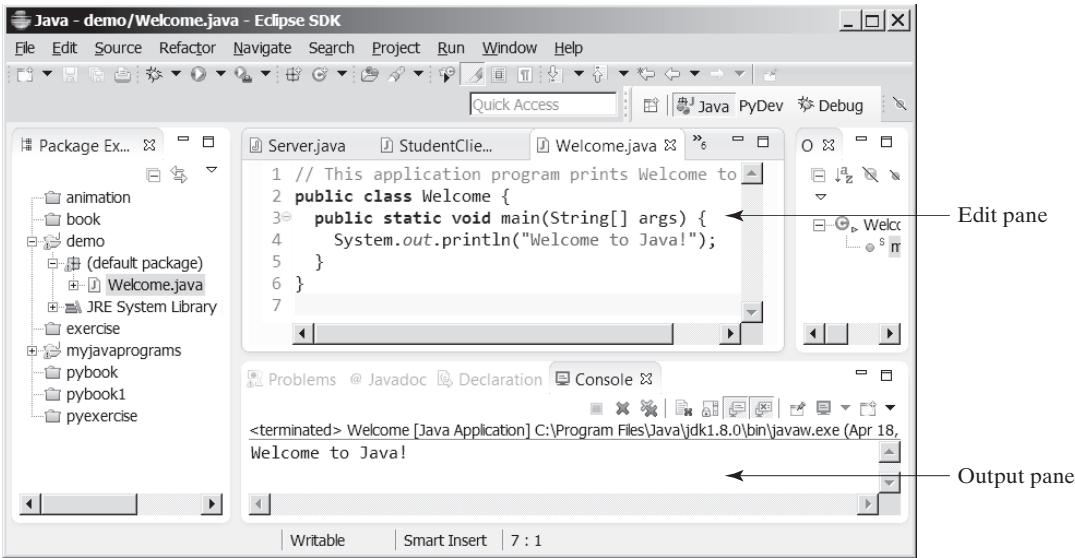 Java - demo/Welcome.java - Eclipse SDK
File Edit Source Refactor Navigate Search Project Run Window Help
Quick Access
Java PyDev Debug
Package Ex...
animation
book
demo
(default package)
Welcome.java
JRE System Library
exercise
myjavaprograms
pybook
pybook1
pyexercise
Server.java StudentClie... Welcome.java »6
1 // This application program prints Welcome to
2 public class Welcome {
3 public static void main(String[] args) {
4 System.out.println("Welcome to Java!");
5 }
6 }
7
O
Welcc
S m
Edit pane
Problems @ Javadoc Declaration Console
<terminated> Welcome [Java Application] C:\Program Files\Java\jdk1.8.0\bin\javaw.exe (Apr 18,
Welcome to Java!
Output pane
Writable Smart Insert 7 : 1